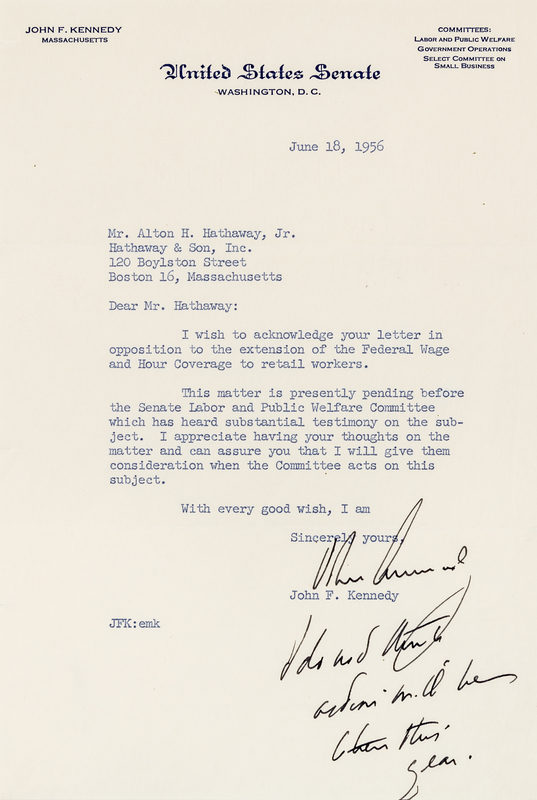 JOHN F. KENNEDY
MASSACHUSETTS
COMMITTEES:
LABOR AND PUBLIC WELFARE
GOVERNMENT OPERATIONS
SELECT COMMITTEE ON
SMALL BUSINESS
United States Senate
WASHINGTON, D. C.
June 18, 1956
Mr. Alton H. Hathaway, Jr.
Hathaway & Son, Inc.
120 Boylston Street
Boston 16, Massachusetts
Dear Mr. Hathaway:
I wish to acknowledge your letter in
opposition to the extension of the Federal Wage
and Hour Coverage to retail workers.
This matter is presently pending before
the Senate Labor and Public Welfare Committee
which has heard substantial testimony on the sub-
ject. I appreciate having your thoughts on the
matter and can assure you that I will give them
consideration when the Committee acts on this
subject.
With every good wish, I am
Sincerely yours,
John Kennedy
John F. Kennedy
JFK:emk
I do not think
action will be
taken this
year.